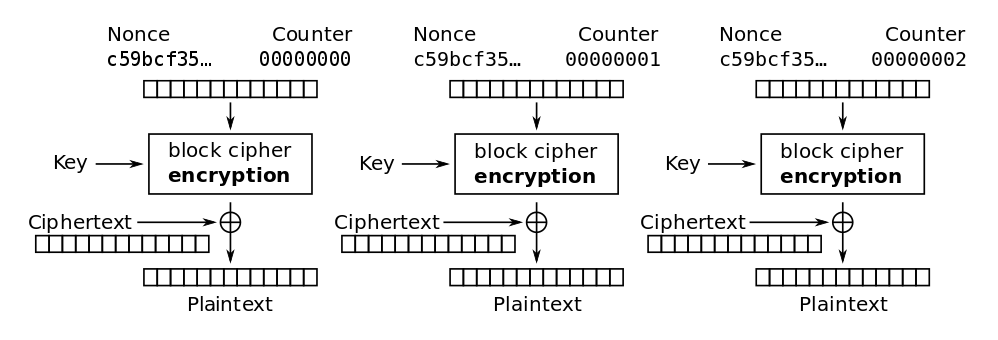 Nonce Counter Nonce Counter Nonce Counter
c59bcf35… 00000000 c59bcf35… 00000001 c59bcf35… 00000002
block cipher block cipher block cipher
Key encryption Key encryption Key encryption
Ciphertext Ciphertext Ciphertext
Plaintext Plaintext Plaintext